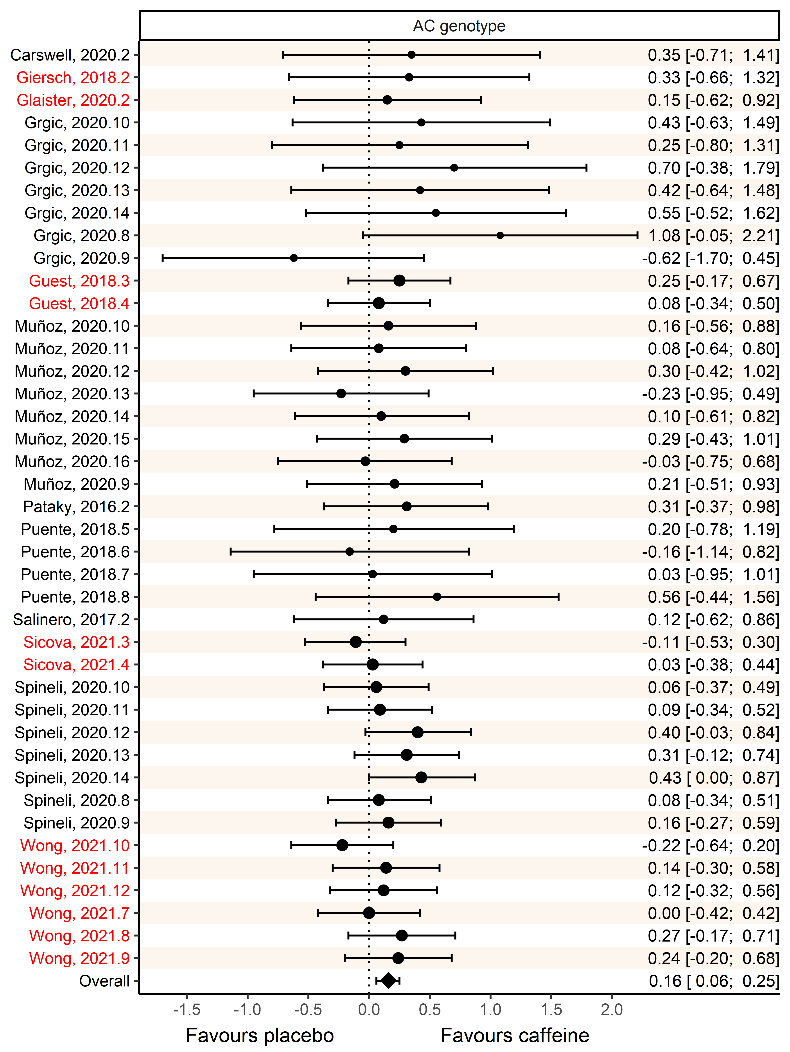 AC genotype
Carswell, 2020.2 0.35 [-0.71; 1.41]
Giersch, 2018.2 0.33 [-0.66; 1.32]
Glaister, 2020.2 0.15 [-0.62; 0.92]
Grgic, 2020.10 0.43 [-0.63; 1.49]
Grgic, 2020.11 0.25 [-0.80; 1.31]
Grgic, 2020.12 0.70 [-0.38; 1.79]
Grgic, 2020.13 0.42 [-0.64; 1.48]
Grgic, 2020.14 0.55 [-0.52; 1.62]
Grgic, 2020.8 1.08 [-0.05; 2.21]
Grgic, 2020.9 -0.62 [-1.70; 0.45]
Guest, 2018.3 0.25 [-0.17; 0.67]
Guest, 2018.4 0.08 [-0.34; 0.50]
Muñoz, 2020.10 0.16 [-0.56; 0.88]
Muñoz, 2020.11 0.08 [-0.64; 0.80]
Muñoz, 2020.12 0.30 [-0.42; 1.02]
Muñoz, 2020.13 -0.23 [-0.95; 0.49]
Muñoz, 2020.14 0.10 [-0.61; 0.82]
Muñoz, 2020.15 0.29 [-0.43; 1.01]
Muñoz, 2020.16 -0.03 [-0.75; 0.68]
Muñoz, 2020.9 0.21 [-0.51; 0.93]
Pataky, 2016.2 0.31 [-0.37; 0.98]
Puente, 2018.5 0.20 [-0.78; 1.19]
Puente, 2018.6 -0.16 [-1.14; 0.82]
Puente, 2018.7 0.03 [-0.95; 1.01]
Puente, 2018.8 0.56 [-0.44; 1.56]
Salinero, 2017.2 0.12 [-0.62; 0.86]
Sicova, 2021.3 -0.11 [-0.53; 0.30]
Sicova, 2021.4 0.03 [-0.38; 0.44]
Spineli, 2020.10 0.06 [-0.37; 0.49]
Spineli, 2020.11 0.09 [-0.34; 0.52]
Spineli, 2020.12 0.40 [-0.03; 0.84]
Spineli, 2020.13 0.31 [-0.12; 0.74]
Spineli, 2020.14 0.43 [ 0.00; 0.87]
Spineli, 2020.8 0.08 [-0.34; 0.51]
Spineli, 2020.9 0.16 [-0.27; 0.59]
Wong, 2021.10 -0.22 [-0.64; 0.20]
Wong, 2021.11 0.14 [-0.30; 0.58]
Wong, 2021.12 0.12 [-0.32; 0.56]
Wong, 2021.7 0.00 [-0.42; 0.42]
Wong, 2021.8 0.27 [-0.17; 0.71]
Wong, 2021.9 0.24 [-0.20; 0.68]
Overall 0.16 [ 0.06; 0.25]
-1.5 -1.0 -0.5 0.0 0.5 1.0 1.5 2.0
Favours placebo Favours caffeine